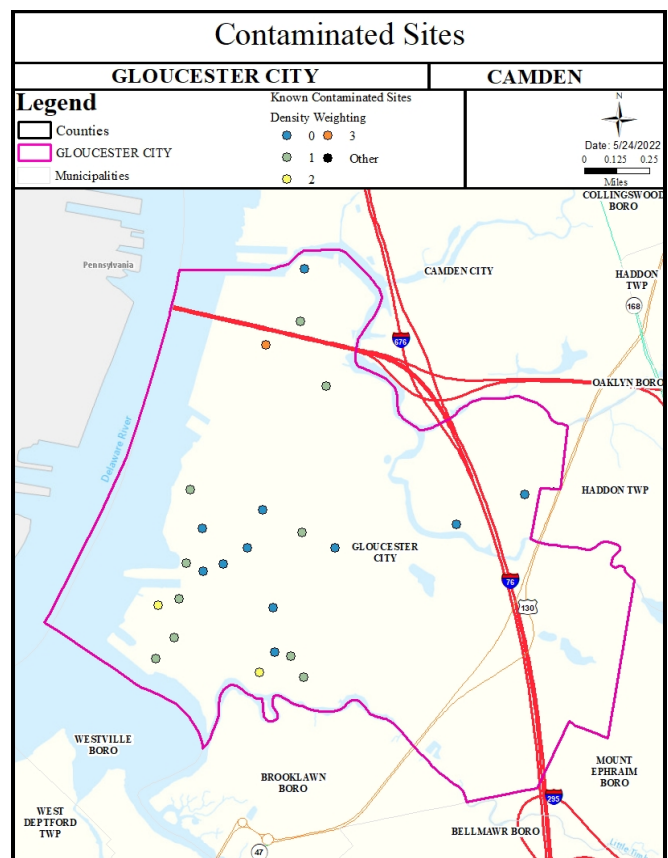 Contaminated Sites
GLOUCESTER CITY
CAMDEN
Legend
Counties
GLOUCESTER CITY
Municipalities
Known Contaminated Sites
Density Weighting
0
3
1
Other
2
N
Date: 5/24/2022
0 0.125 0.25
Miles
COLLINGSWOOD
BORO
Pennsylvania
CAMDEN CITY
HADDON
TWP
168
676
OAKLYN BORO
Delaware River
HADDON TWP
GLOUCESTER
CITY
76
130
WESTVILLE
BORO
BROOKLAWN
BORO
MOUNT
EPHRAIM
BORO
295
WEST
DEPTFORD
TWP
BELLMAWR BORO
47
Little Timb